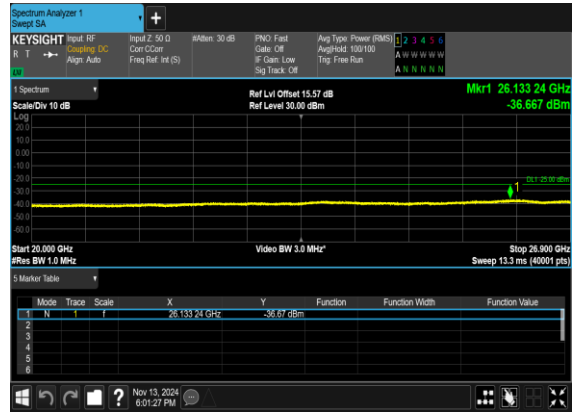 Spectrum Analyzer 1
Swept SA
+
KEYSIGHT Input: RF Input Z: 50 Ω #Atten: 30 dB PNO: Fast Avg Type: Power (RMS) 1 2 3 4 5 6
R T Coupling: DC Corr CCorr Gate: Off Avg|Hold: 100/100 A W W W W W
Align: Auto Freq Ref: Int (S) IF Gain: Low Trig: Free Run
Sig Track: Off A N N N N N
1 Spectrum Ref Lvl Offset 15.57 dB Mkr1 26.133 24 GHz
Scale/Div 10 dB Ref Level 30.00 dBm -36.667 dBm
Log
20.0
10.0
0.00
-10.0
-20.0 DL1 -25.00 dBm
-30.0 1
-40.0
-50.0
-60.0
Start 20.000 GHz Video BW 3.0 MHz* Stop 26.900 GHz
#Res BW 1.0 MHz Sweep 13.3 ms (40001 pts)
5 Marker Table
Mode Trace Scale X Y Function Function Width Function Value
1 N 1 f 26.133 24 GHz -36.67 dBm
2
3
4
5
6
? Nov 13, 2024
6:01:27 PM